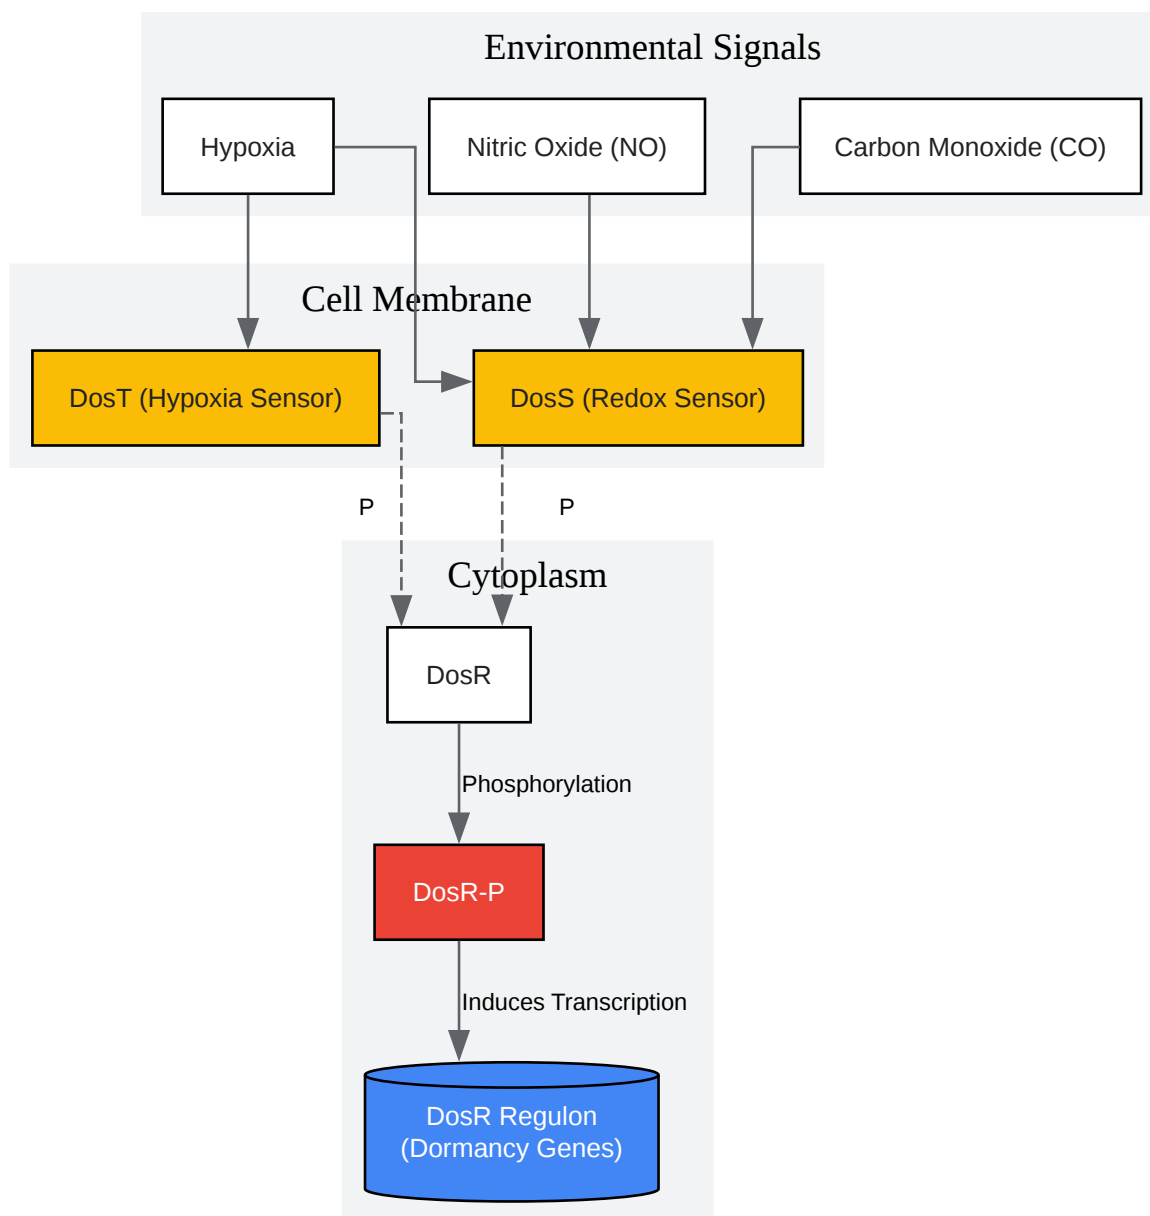 Environmental Signals
Hypoxia
Nitric Oxide (NO)
Carbon Monoxide (CO)
Cell Membrane
DosT (Hypoxia Sensor)
DosS (Redox Sensor)
P
P
Cytoplasm
DosR
Phosphorylation
DosR-P
Induces Transcription
DosR Regulon
(Dormancy Genes)